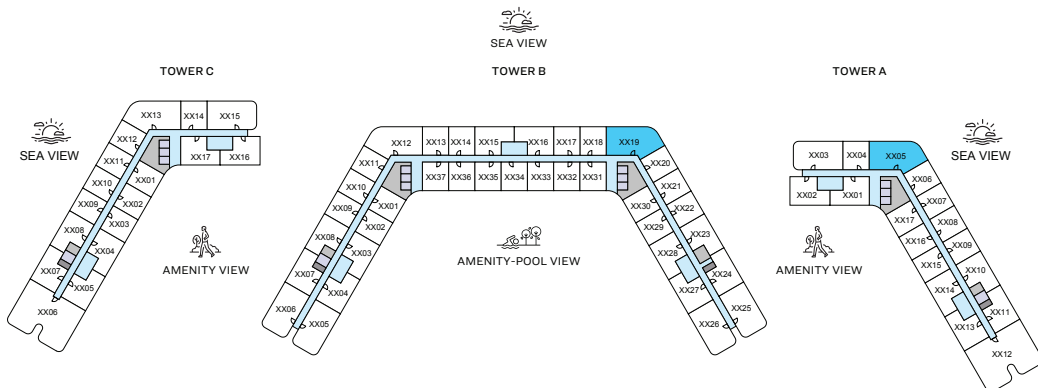 SEA VIEW
TOWER C
TOWER B
TOWER A
SEA VIEW
SEA VIEW
AMENITY VIEW
AMENITY-POOL VIEW
AMENITY VIEW
XX13
XX14
XX15
XX12
XX11
XX10
XX09
XX08
XX07
XX06
XX17
XX16
XX01
XX02
XX03
XX04
XX05
XX12
XX13
XX14
XX15
XX16
XX17
XX18
XX19
XX11
XX10
XX09
XX08
XX07
XX06
XX05
XX04
XX03
XX02
XX01
XX37
XX36
XX35
XX34
XX33
XX32
XX31
XX20
XX21
XX22
XX23
XX24
XX25
XX26
XX27
XX28
XX29
XX30
XX03
XX04
XX05
XX02
XX01
XX06
XX07
XX08
XX09
XX10
XX11
XX12
XX13
XX14
XX15
XX16
XX17